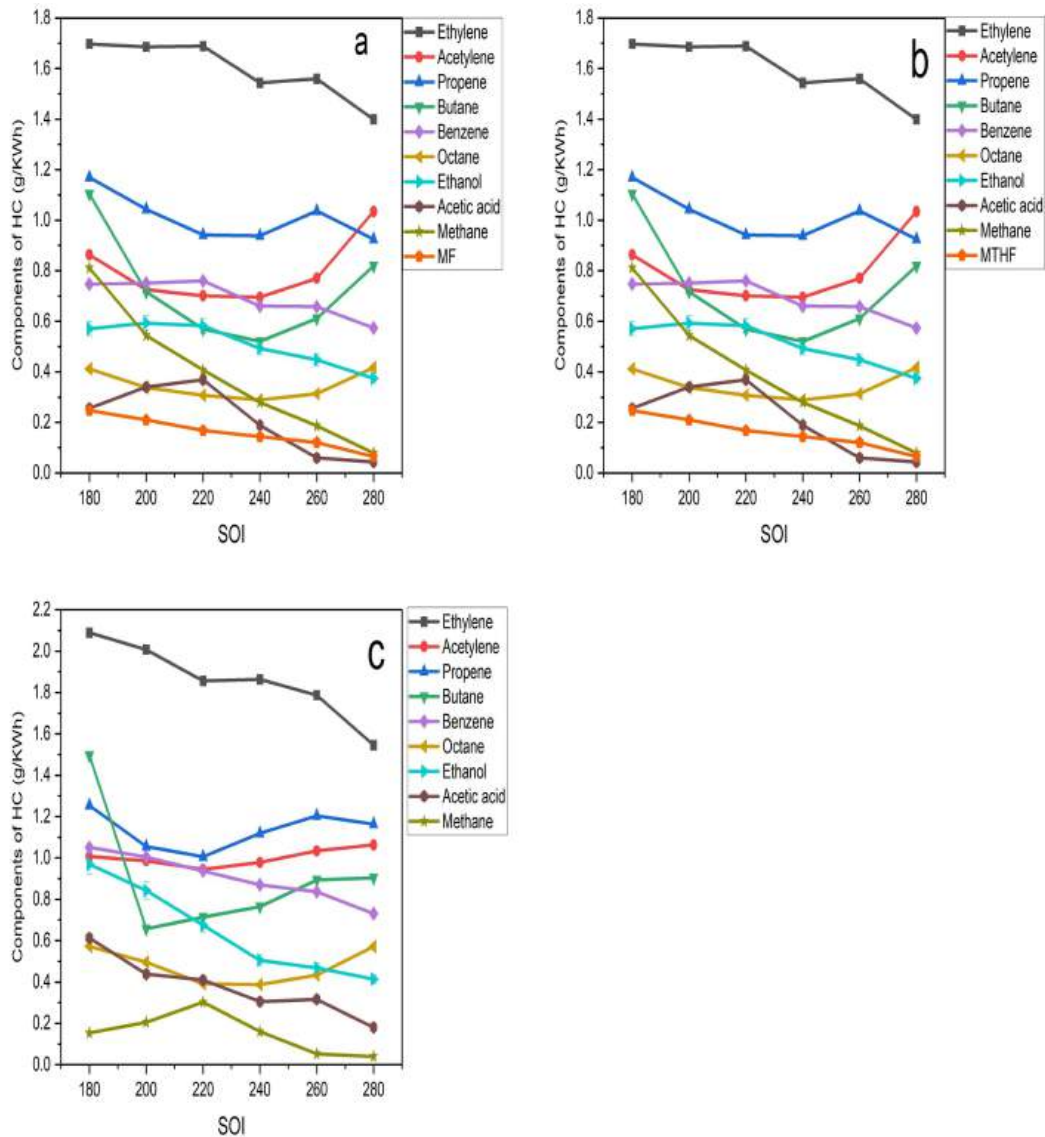 a
Components of HC (g/KWh)
1.8
1.6
1.4
1.2
1.0
0.8
0.6
0.4
0.2
0.0
180 200 220 240 260 280
SOI
Ethylene
Acetylene
Propene
Butane
Benzene
Octane
Ethanol
Acetic acid
Methane
MF
b
Components of HC (g/KWh)
1.8
1.6
1.4
1.2
1.0
0.8
0.6
0.4
0.2
0.0
180 200 220 240 260 280
SOI
Ethylene
Acetylene
Propene
Butane
Benzene
Octane
Ethanol
Acetic acid
Methane
MTHF
c
Components of HC (g/KWh)
2.2
2.0
1.8
1.6
1.4
1.2
1.0
0.8
0.6
0.4
0.2
0.0
180 200 220 240 260 280
SOI
Ethylene
Acetylene
Propene
Butane
Benzene
Octane
Ethanol
Acetic acid
Methane